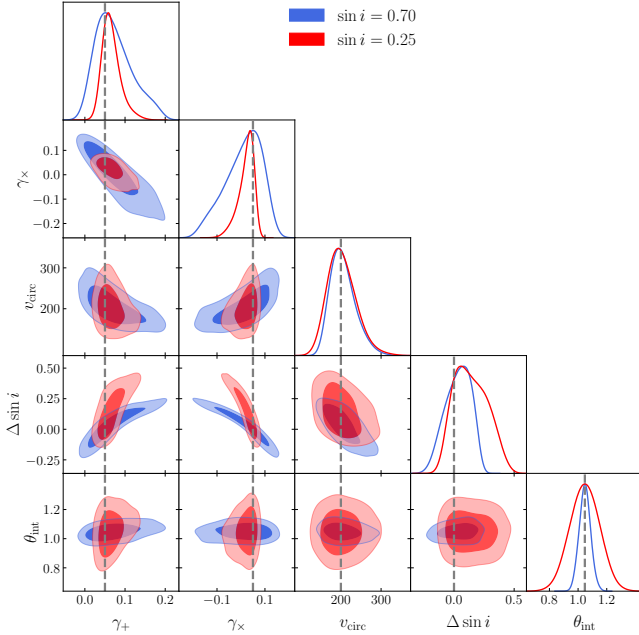 sin i = 0.70
sin i = 0.25
γ×
0.1
0.0
−0.1
−0.2
v_circ
300
200
Δ sin i
0.50
0.25
0.00
−0.25
θ_int
1.2
1.0
0.8
0.0 0.1 0.2
−0.1 0.1
200 300
0.0 0.5
0.8 1.0 1.2
γ+ γ× v_circ Δ sin i θ_int